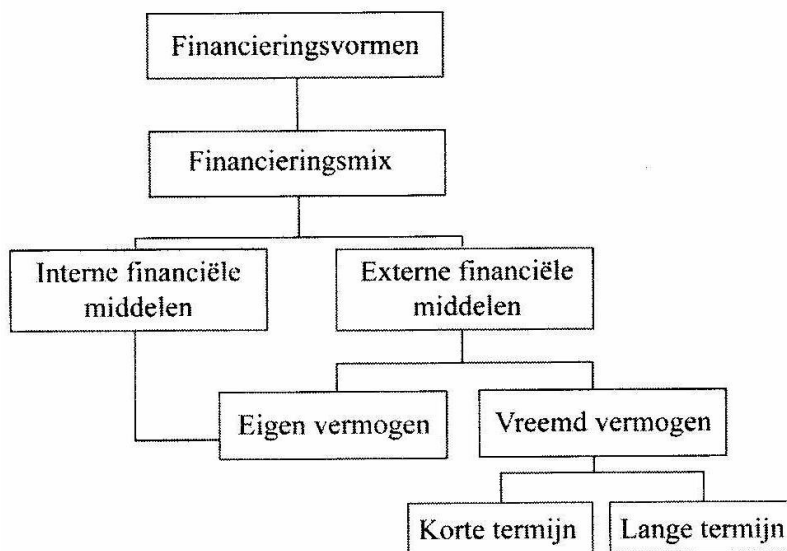 Financieringsvormen
Financieringsmix
Interne financiële
middelen
Externe financiële
middelen
Eigen vermogen
Vreemd vermogen
Korte termijn
Lange termijn